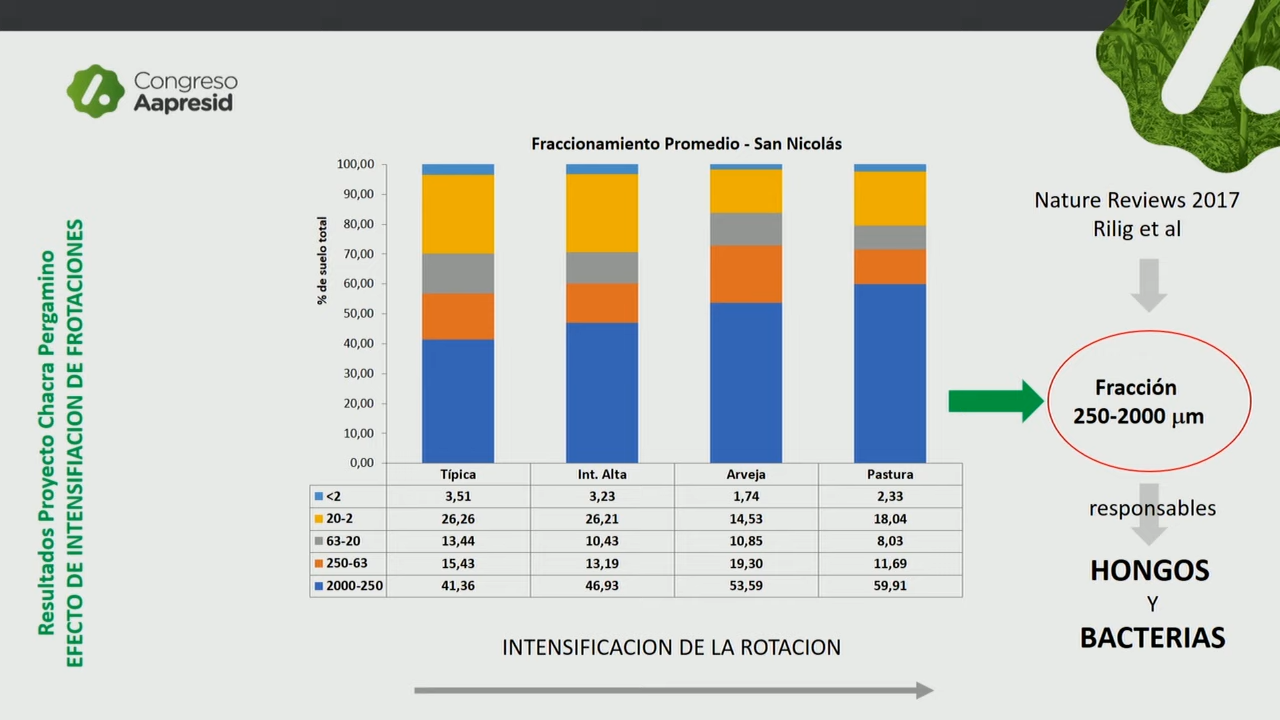 Congreso
Aapresid
Resultados Proyecto Chacra Pergamino
EFECTO DE INTENSIFIACION DE FROTACIONES
Fraccionamiento Promedio - San Nicolás
% de suelo total
100,00
90,00
80,00
70,00
60,00
50,00
40,00
30,00
20,00
10,00
0,00
Típica Int. Alta Arveja Pastura
<2 3,51 3,23 1,74 2,33
20-2 26,26 26,21 14,53 18,04
63-20 13,44 10,43 10,85 8,03
250-63 15,43 13,19 19,30 11,69
2000-250 41,36 46,93 53,59 59,91
INTENSIFICACION DE LA ROTACION
Nature Reviews 2017
Rilig et al
Fracción
250-2000 µm
responsables
HONGOS
Y
BACTERIAS